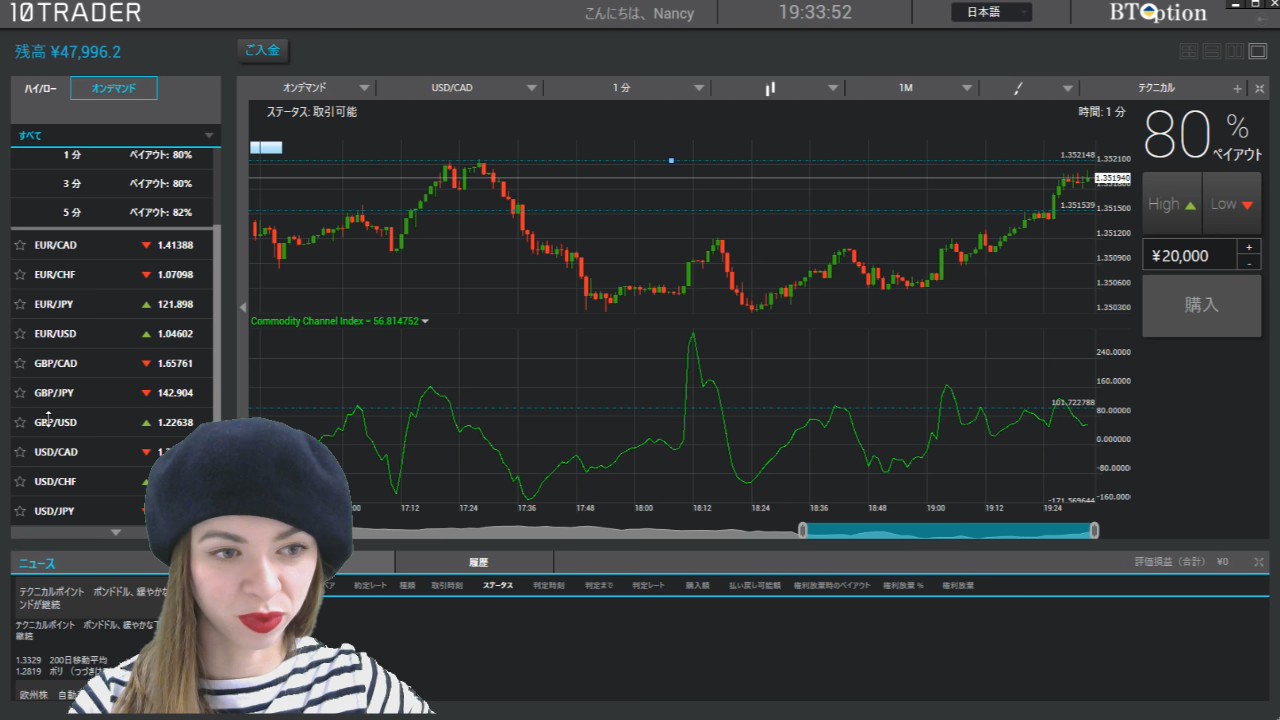 10TRADER
こんにちは、Nancy
19:33:52
日本語
BTOption
残高 ¥47,996.2
ご入金
ハイ/ロー
オンデマンド
すべて
1 分 ペイアウト: 80%
3 分 ペイアウト: 80%
5 分 ペイアウト: 82%
EUR/CAD 1.41388
EUR/CHF 1.07098
EUR/JPY 121.898
EUR/USD 1.04602
GBP/CAD 1.65761
GBP/JPY 142.904
GBP/USD 1.22638
USD/CAD
USD/CHF
USD/JPY
オンデマンド
USD/CAD
1 分
1M
テクニカル
ステータス: 取引可能
時間: 1 分
1.352148
1.352100
1.351940
1.351800
1.351539
1.351500
1.351200
1.350900
1.350600
1.350300
Commodity Channel Index - 56.814752
240.0000
160.0000
101.722788
80.00000
0.000000
-80.0000
-160.000
-171.569644
17:12
17:24
17:36
17:48
18:00
18:12
18:24
18:36
18:48
19:00
19:12
19:24
80 %
ペイアウト
High
Low
¥20,000
+
-
購入
ニュース
履歴
評価損益（合計） ¥0
約定レート
種類
取引時刻
ステータス
判定時刻
判定まで
判定レート
購入額
払い戻し可能額
権利放棄時のペイアウト
権利放棄 %
権利放棄
テクニカルポイント ポンドドル、緩やかな
ンドが継続
テクニカルポイント ポンドドル、緩やかな
継続
1.3329 200日移動平均
1.2819 ボリ （つづきは
欧州株 自動